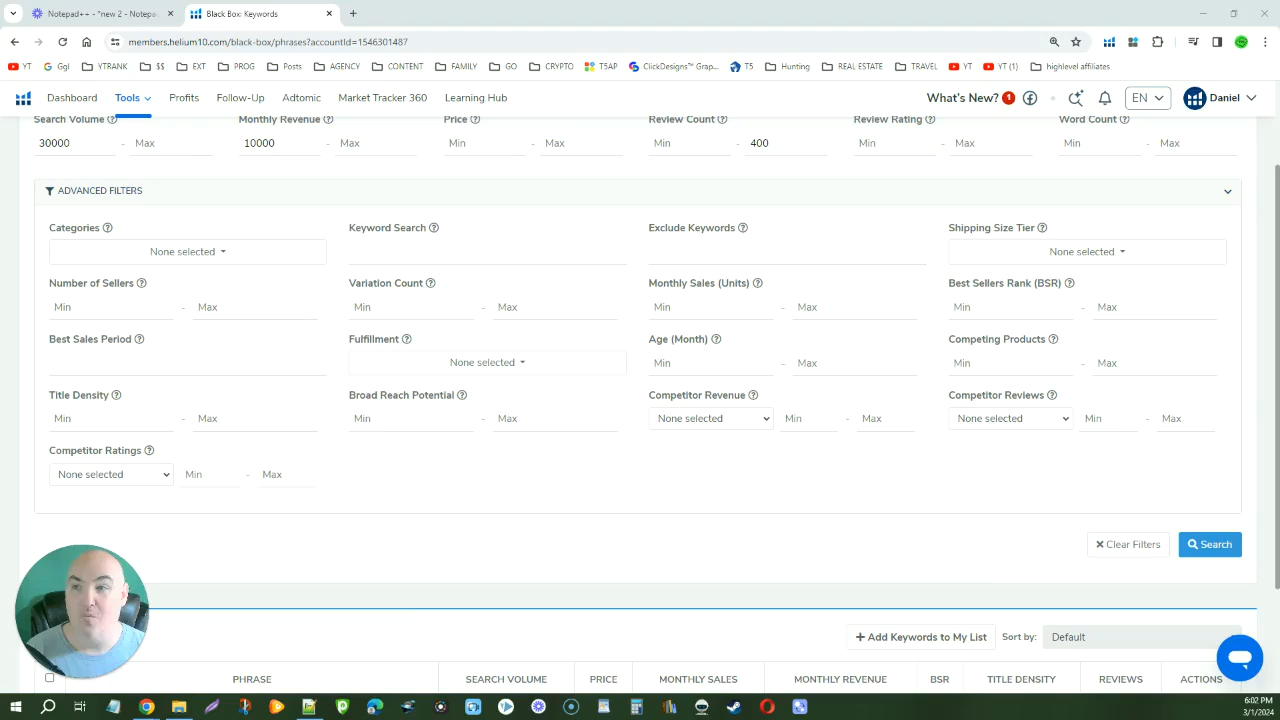 Notepad++ - *new 2 - Notepa
Black Box: Keywords
members.helium10.com/black-box/phrases?accountId=1546301487
YT
Ggl
YTRANK
$$
EXT
PROG
Posts
AGENCY
CONTENT
FAMILY
GO
CRYPTO
T5AP
ClickDesigns™ Grap...
T5
Hunting
REAL ESTATE
TRAVEL
YT
YT (1)
highlevel affiliates
Dashboard
Tools
Profits
Follow-Up
Adtomic
Market Tracker 360
Learning Hub
What's New? 1
EN
Daniel
Search Volume
Monthly Revenue
Price
Review Count
Review Rating
Word Count
30000 - Max
10000 - Max
Min - Max
Min - 400
Min - Max
Min - Max
ADVANCED FILTERS
Categories
Keyword Search
Exclude Keywords
Shipping Size Tier
None selected
None selected
Number of Sellers
Variation Count
Monthly Sales (Units)
Best Sellers Rank (BSR)
Min - Max
Min - Max
Min - Max
Min - Max
Best Sales Period
Fulfillment
Age (Month)
Competing Products
None selected
Min - Max
Min - Max
Title Density
Broad Reach Potential
Competitor Revenue
Competitor Reviews
Min - Max
Min - Max
None selected Min - Max
None selected Min - Max
Competitor Ratings
None selected Min - Max
Clear Filters
Search
Add Keywords to My List
Sort by:
Default
PHRASE
SEARCH VOLUME
PRICE
MONTHLY SALES
MONTHLY REVENUE
BSR
TITLE DENSITY
REVIEWS
ACTIONS
6:02 PM
3/1/2024